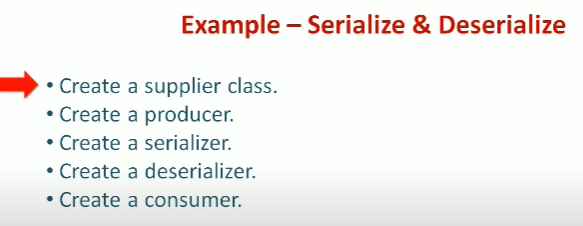 Example – Serialize & Deserialize
• Create a supplier class.
• Create a producer.
• Create a serializer.
• Create a deserializer.
• Create a consumer.